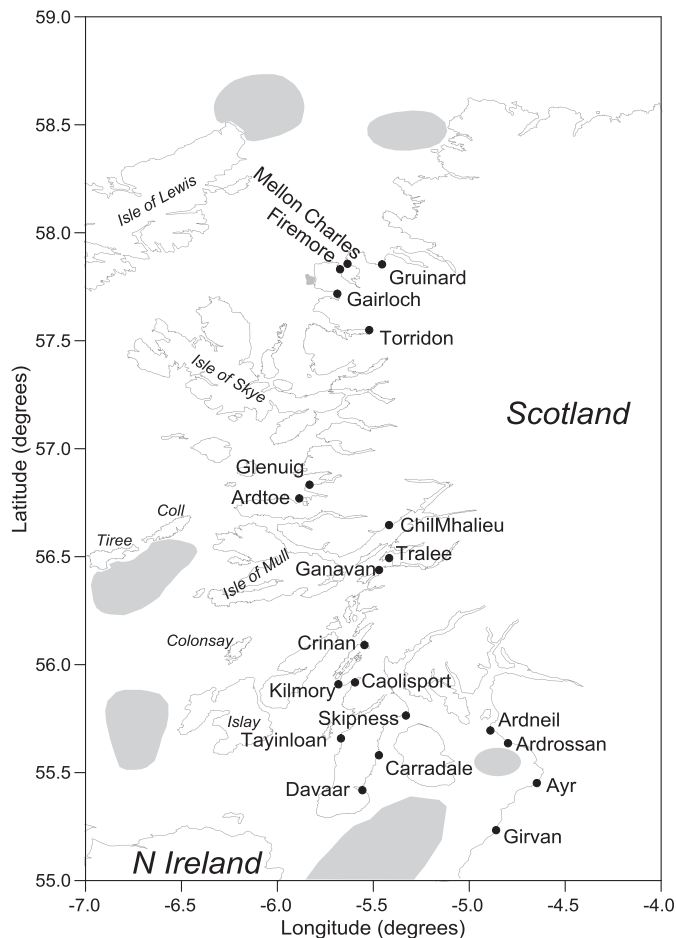 59.0
58.5
58.0
57.5
57.0
56.5
56.0
55.5
55.0
Latitude (degrees)
Isle of Lewis
Mellon Charles
Firemore
Gruinard
Gairloch
Torridon
Isle of Skye
Scotland
Glenuig
Ardtoe
Coll
ChilMhalieu
Tiree
Tralee
Ganavan
Isle of Mull
Colonsay
Crinan
Caolisport
Kilmory
Islay
Skipness
Ardneil
Tayinloan
Ardrossan
Carradale
Davaar
Ayr
Girvan
N Ireland
-7.0 -6.5 -6.0 -5.5 -5.0 -4.5 -4.0
Longitude (degrees)